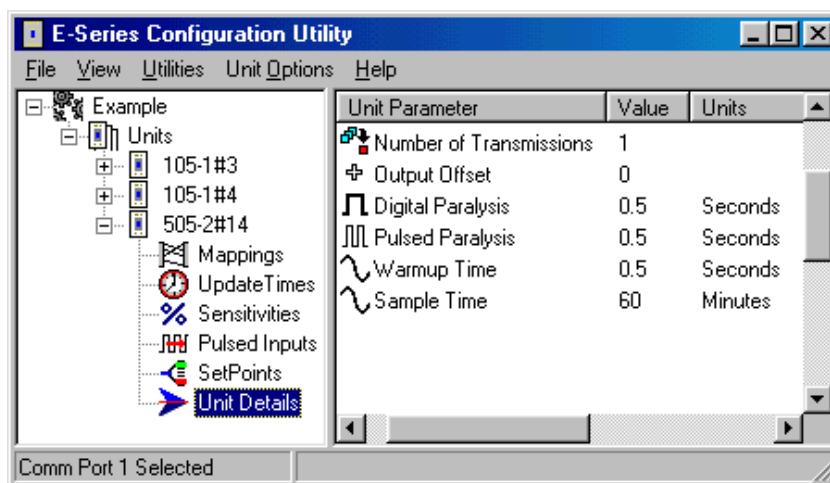 E-Series Configuration Utility
File View Utilities Unit Options Help
Example
Units
105-1#3
105-1#4
505-2#14
Mappings
UpdateTimes
Sensitivities
Pulsed Inputs
SetPoints
Unit Details
Unit Parameter Value Units
Number of Transmissions 1
Output Offset 0
Digital Paralysis 0.5 Seconds
Pulsed Paralysis 0.5 Seconds
Warmup Time 0.5 Seconds
Sample Time 60 Minutes
Comm Port 1 Selected